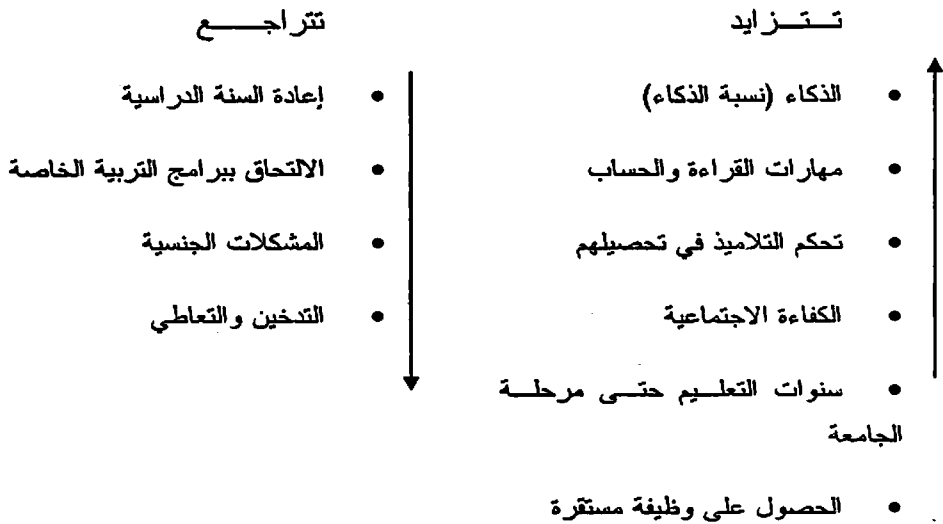 تتزايد
الذكاء (نسبة الذكاء)
مهارات القراءة والحساب
تحكم التلاميذ في تحصيلهم
الكفاءة الاجتماعية
سنوات التعليم حتى مرحلة
الجامعة
الحصول على وظيفة مستقرة
تتراجع
إعادة السنة الدراسية
الالتحاق ببرامج التربية الخاصة
المشكلات الجنسية
التدخين والتعاطي